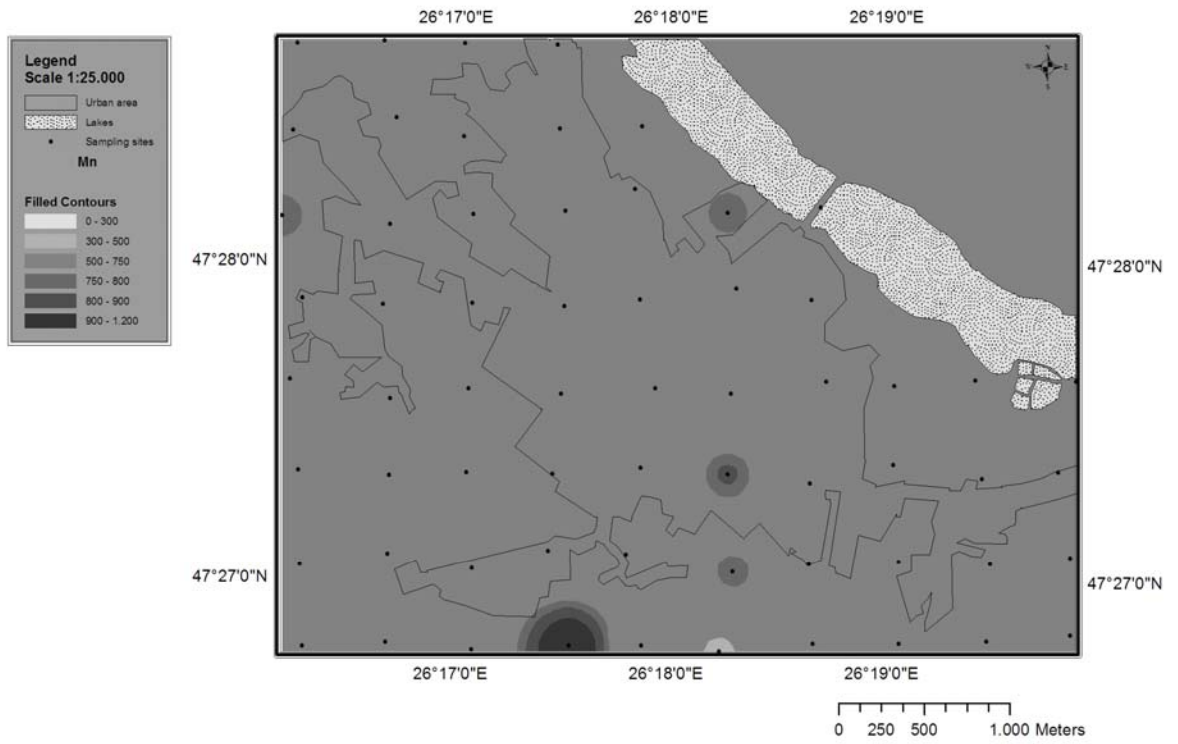 26°17'0"E 26°18'0"E 26°19'0"E
Legend
Scale 1:25.000
Urban area
Lakes
Sampling sites
Mn
Filled Contours
0 - 300
300 - 500
500 - 750
750 - 800
800 - 900
900 - 1.200
N
W E
S
47°28'0"N 47°28'0"N
47°27'0"N 47°27'0"N
26°17'0"E 26°18'0"E 26°19'0"E
0 250 500 1.000 Meters